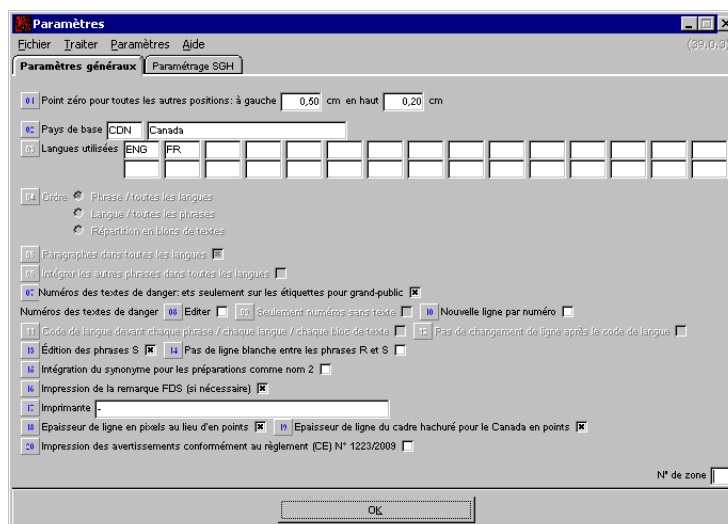 Paramètres
Fichier Traiter Paramètres Aide (39.0.3)
Paramètres généraux Paramétrage SGH
01 Point zéro pour toutes les autres positions: à gauche 0,50 cm en haut 0,20 cm
02 Pays de base CDN Canada
03 Langues utilisées ENG FR
04 Ordre Phrase / toutes les langues
Langue / toutes les phrases
Répartition en blocs de textes
05 Paragraphes dans toutes les langues
06 Intégrer les autres phrases dans toutes les langues
07 Numéros des textes de danger: ets seulement sur les étiquettes pour grand-public
Numéros des textes de danger 08 Editer 09 Seulement numéros sans texte 10 Nouvelle ligne par numéro
11 Code de langue devant chaque phrase / chaque langue / chaque bloc de texte 12 Pas de changement de ligne après le code de langue
13 Édition des phrases S 14 Pas de ligne blanche entre les phrases R et S
15 Intégration du synonyme pour les préparations comme nom 2
16 Impression de la remarque FDS (si nécessaire)
17 Imprimante -
18 Epaisseur de ligne en pixels au lieu d'en points 19 Epaisseur de ligne du cadre hachuré pour le Canada en points
20 Impression des avertissements conformément au règlement (CE) N° 1223/2009
N° de zone
OK